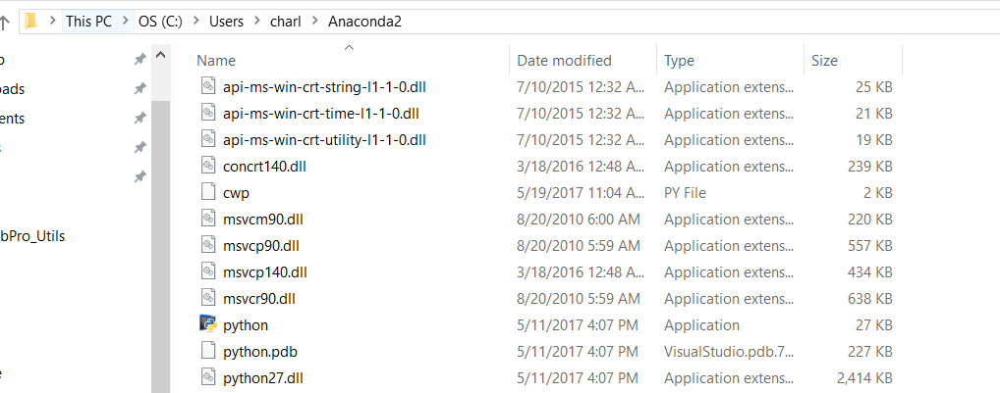 This PC > OS (C:) > Users > charl > Anaconda2
Name Date modified Type Size
api-ms-win-crt-string-l1-1-0.dll 7/10/2015 12:32 A... Application extens... 25 KB
oads api-ms-win-crt-time-l1-1-0.dll 7/10/2015 12:32 A... Application extens... 21 KB
ents api-ms-win-crt-utility-l1-1-0.dll 7/10/2015 12:32 A... Application extens... 19 KB
concrt140.dll 3/18/2016 12:48 A... Application extens... 239 KB
cwp 5/19/2017 11:04 A... PY File 2 KB
msvcm90.dll 8/20/2010 6:00 AM Application extens... 220 KB
bPro_Utils msvcp90.dll 8/20/2010 5:59 AM Application extens... 557 KB
msvcp140.dll 3/18/2016 12:48 A... Application extens... 434 KB
msvcr90.dll 8/20/2010 5:59 AM Application extens... 638 KB
python 5/11/2017 4:07 PM Application 27 KB
python.pdb 5/11/2017 4:07 PM VisualStudio.pdb.7... 227 KB
python27.dll 5/11/2017 4:07 PM Application extens... 2,414 KB